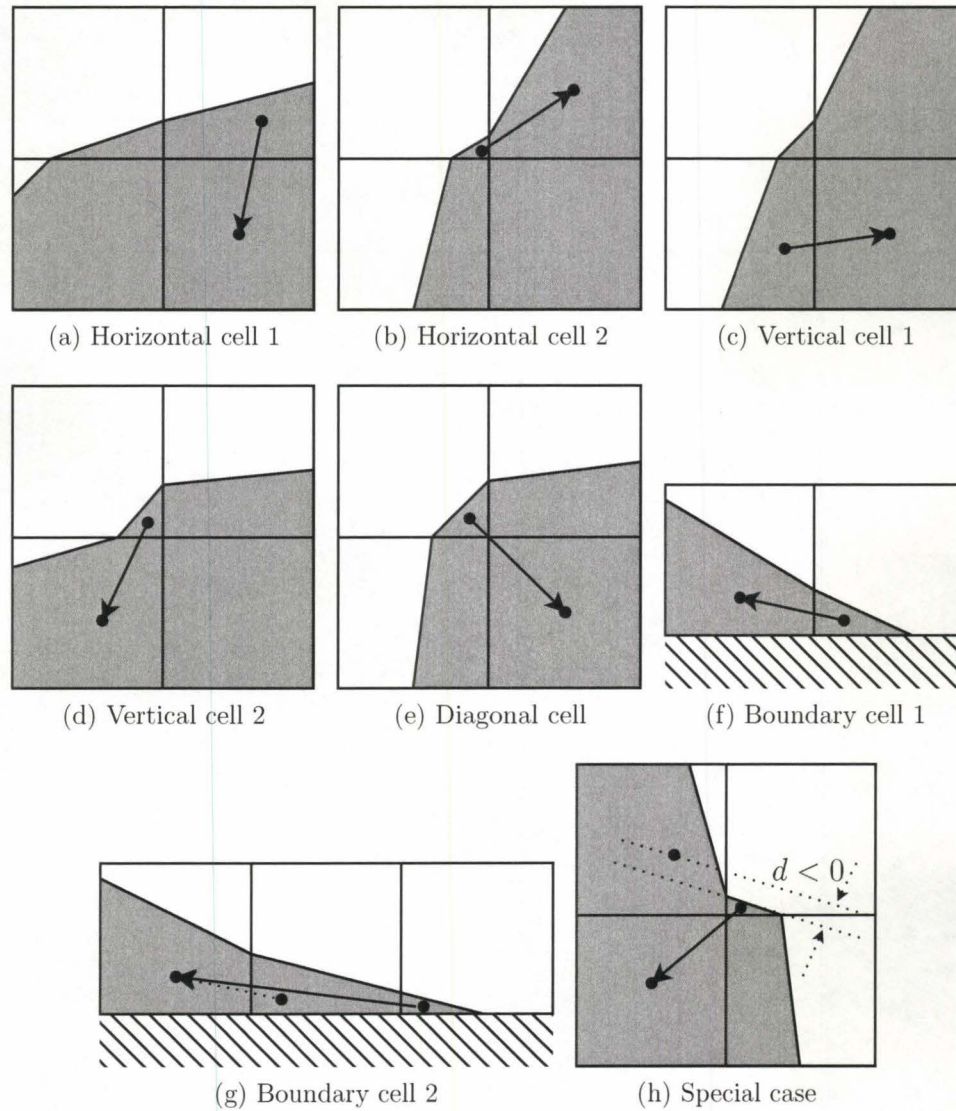 (a) Horizontal cell 1
(b) Horizontal cell 2
(c) Vertical cell 1
(d) Vertical cell 2
(e) Diagonal cell
(f) Boundary cell 1
d < 0
(g) Boundary cell 2
(h) Special case